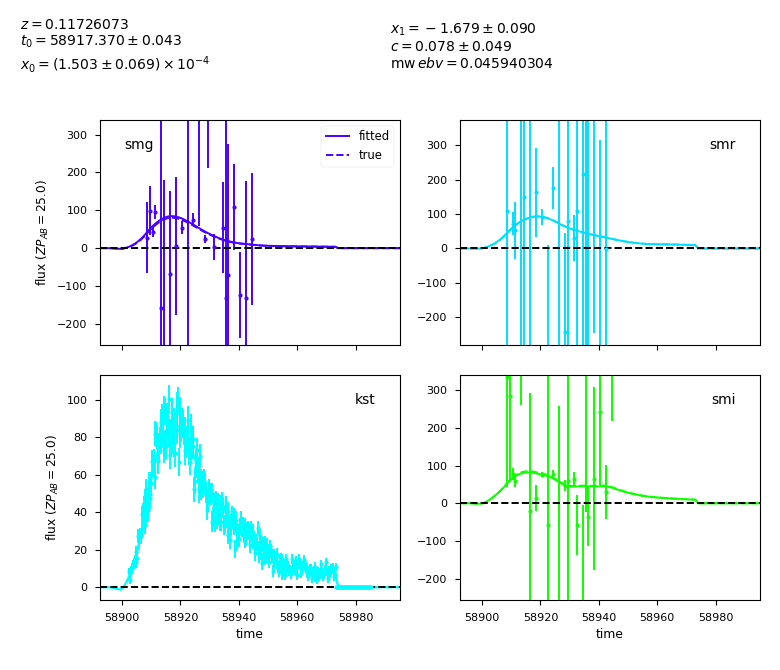 z = 0.11726073
t0 = 58917.370 ± 0.043
x0 = (1.503 ± 0.069) × 10^−4
x1 = −1.679 ± 0.090
c = 0.078 ± 0.049
mw ebv = 0.045940304
smg
fitted
true
300
200
100
0
−100
−200
flux (ZP_AB = 25.0)
smr
300
200
100
0
−100
−200
kst
100
80
60
40
20
0
flux (ZP_AB = 25.0)
58900 58920 58940 58960 58980
time
smi
300
200
100
0
−100
−200
58900 58920 58940 58960 58980
time